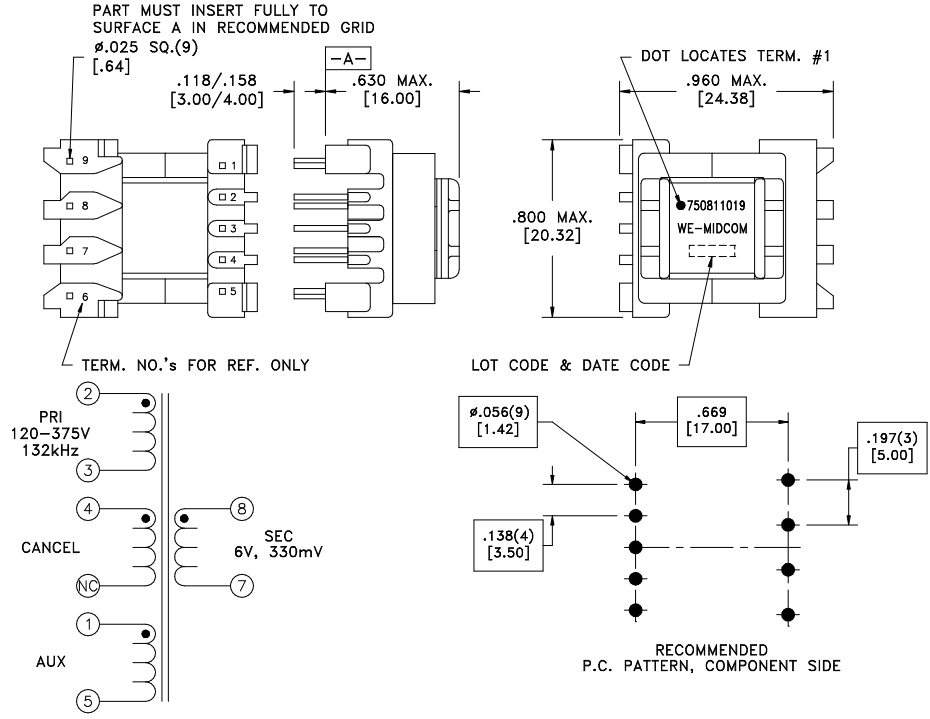 PART MUST INSERT FULLY TO
SURFACE A IN RECOMMENDED GRID
ø.025 SQ.(9)
[.64]
-A-
.118/.158
[3.00/4.00]
.630 MAX.
[16.00]
DOT LOCATES TERM. #1
.960 MAX.
[24.38]
9
1
8
2
3
7
4
6
5
.800 MAX.
[20.32]
750811019
WE-MIDCOM
TERM. NO.'s FOR REF. ONLY
LOT CODE & DATE CODE
2
PRI
120-375V
132kHz
3
4
CANCEL
NC
8
SEC
6V, 330mV
7
1
AUX
5
ø.056(9)
[1.42]
.669
[17.00]
.197(3)
[5.00]
.138(4)
[3.50]
RECOMMENDED
P.C. PATTERN, COMPONENT SIDE